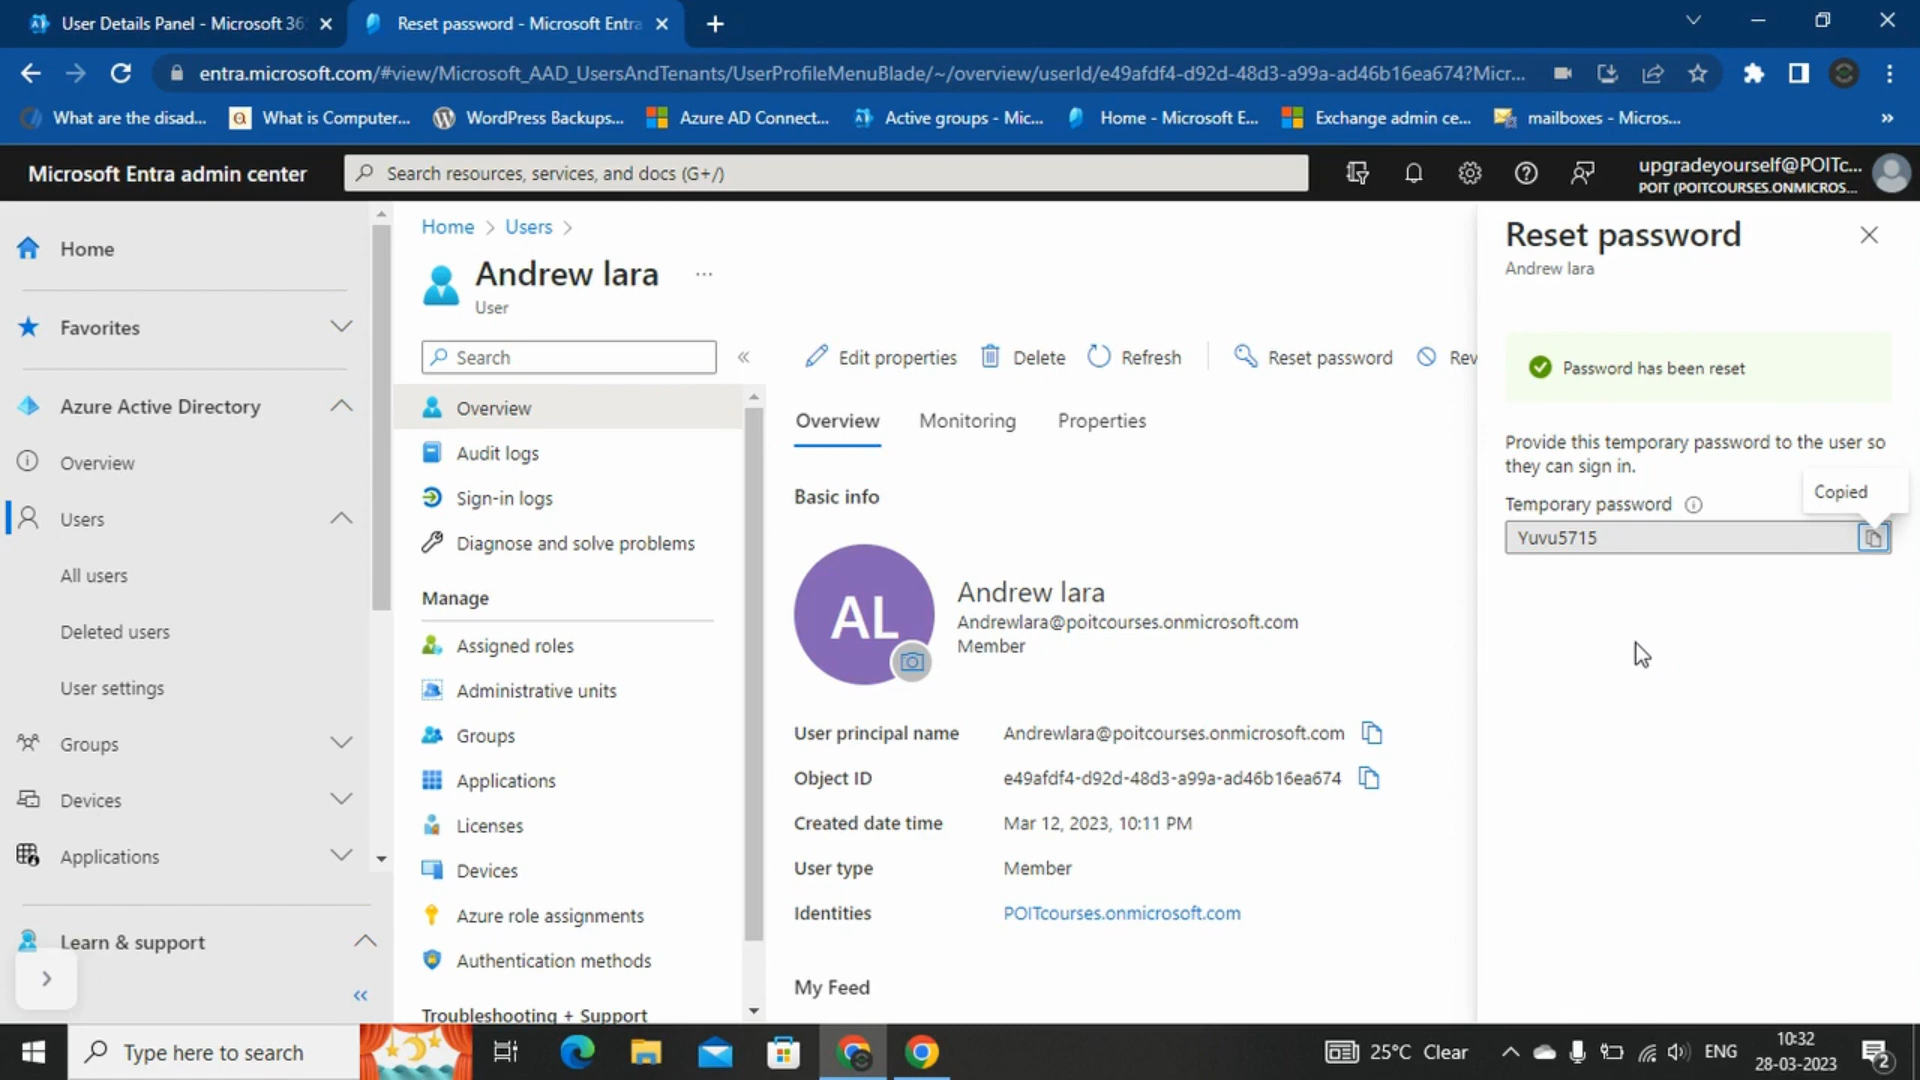 User Details Panel - Microsoft 36
Reset password - Microsoft Entra
entra.microsoft.com/#view/Microsoft_AAD_UsersAndTenants/UserProfileMenuBlade/~/overview/userId/e49afdf4-d92d-48d3-a99a-ad46b16ea674?Micr...
What are the disad...
What is Computer...
WordPress Backups...
Azure AD Connect...
Active groups - Mic...
Home - Microsoft E...
Exchange admin ce...
mailboxes - Micros...
»
Microsoft Entra admin center
Search resources, services, and docs (G+/)
upgradeyourself@POITc...
POIT (POITCOURSES.ONMICROS...
Home
Favorites
Azure Active Directory
Overview
Users
All users
Deleted users
User settings
Groups
Devices
Applications
Learn & support
Home > Users >
Andrew lara ...
User
Search
Overview
Audit logs
Sign-in logs
Diagnose and solve problems
Manage
Assigned roles
Administrative units
Groups
Applications
Licenses
Devices
Azure role assignments
Authentication methods
Troubleshooting + Support
Edit properties
Delete
Refresh
Reset password
Rev
Overview
Monitoring
Properties
Basic info
AL
Andrew lara
Andrewlara@poitcourses.onmicrosoft.com
Member
User principal name
Andrewlara@poitcourses.onmicrosoft.com
Object ID
e49afdf4-d92d-48d3-a99a-ad46b16ea674
Created date time
Mar 12, 2023, 10:11 PM
User type
Member
Identities
POITcourses.onmicrosoft.com
My Feed
Reset password
Andrew lara
Password has been reset
Provide this temporary password to the user so
they can sign in.
Copied
Temporary password
Yuvu5715
Type here to search
25°C Clear
ENG
10:32
28-03-2023
2